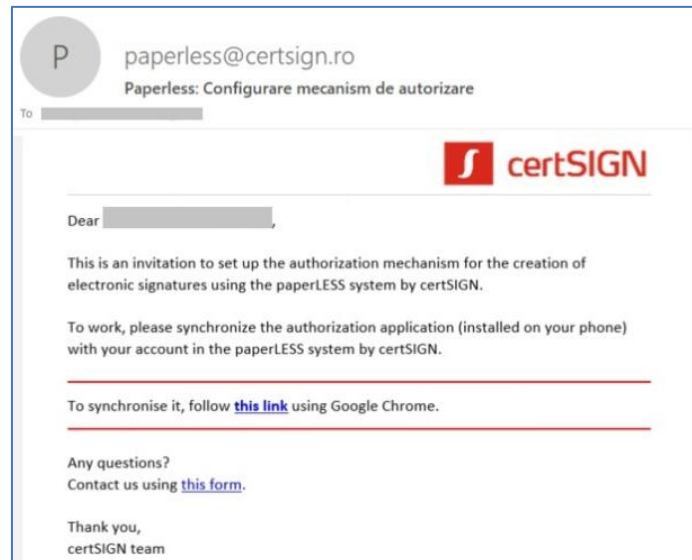 P
paperless@certsign.ro
Paperless: Configurare mecanism de autorizare
To
certSIGN
Dear ,
This is an invitation to set up the authorization mechanism for the creation of
electronic signatures using the paperLESS system by certSIGN.
To work, please synchronize the authorization application (installed on your phone)
with your account in the paperLESS system by certSIGN.
To synchronise it, follow this link using Google Chrome.
Any questions?
Contact us using this form.
Thank you,
certSIGN team